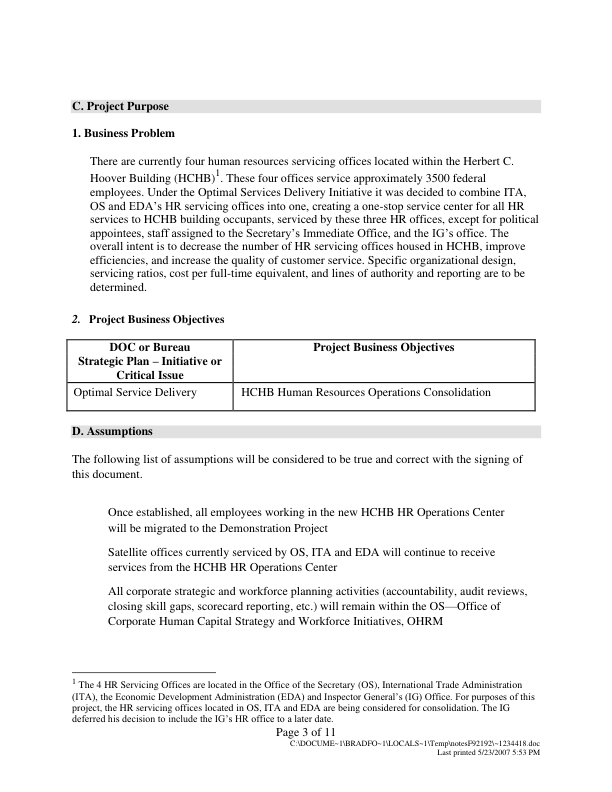 C. Project Purpose
1. Business Problem
There are currently four human resources servicing offices located within the Herbert C.
Hoover Building (HCHB)1. These four offices service approximately 3500 federal
employees. Under the Optimal Services Delivery Initiative it was decided to combine ITA,
OS and EDA’s HR servicing offices into one, creating a one-stop service center for all HR
services to HCHB building occupants, serviced by these three HR offices, except for political
appointees, staff assigned to the Secretary’s Immediate Office, and the IG’s office. The
overall intent is to decrease the number of HR servicing offices housed in HCHB, improve
efficiencies, and increase the quality of customer service. Specific organizational design,
servicing ratios, cost per full-time equivalent, and lines of authority and reporting are to be
determined.
2. Project Business Objectives
DOC or Bureau
Strategic Plan – Initiative or
Critical Issue
Project Business Objectives
Optimal Service Delivery
HCHB Human Resources Operations Consolidation
D. Assumptions
The following list of assumptions will be considered to be true and correct with the signing of
this document.
Once established, all employees working in the new HCHB HR Operations Center
will be migrated to the Demonstration Project
Satellite offices currently serviced by OS, ITA and EDA will continue to receive
services from the HCHB HR Operations Center
All corporate strategic and workforce planning activities (accountability, audit reviews,
closing skill gaps, scorecard reporting, etc.) will remain within the OS—Office of
Corporate Human Capital Strategy and Workforce Initiatives, OHRM
1 The 4 HR Servicing Offices are located in the Office of the Secretary (OS), International Trade Administration
(ITA), the Economic Development Administration (EDA) and Inspector General’s (IG) Office. For purposes of this
project, the HR servicing offices located in OS, ITA and EDA are being considered for consolidation. The IG
deferred his decision to include the IG’s HR office to a later date.
Page 3 of 11
C:\DOCUME~1\BRADFO~1\LOCALS~1\Temp\notesF92192\~1234418.doc
Last printed 5/23/2007 5:53 PM